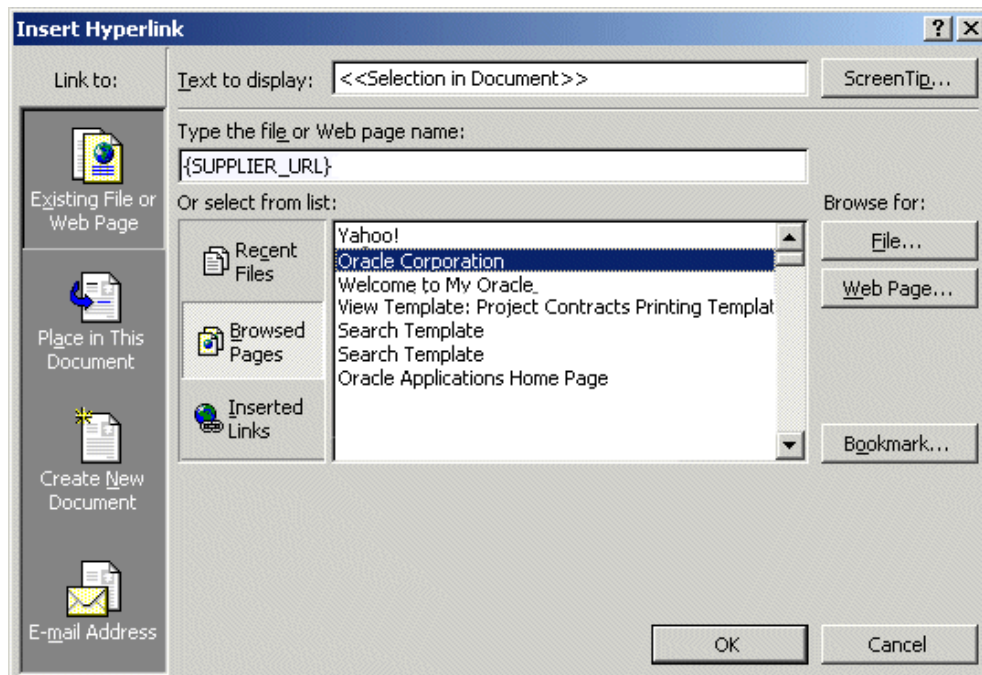 Insert Hyperlink
Link to:
Text to display:
<<Selection in Document>>
ScreenTip...
Existing File or
Web Page
Place in This
Document
Create New
Document
E-mail Address
Type the file or Web page name:
{SUPPLIER_URL}
Or select from list:
Recent
Files
Browsed
Pages
Inserted
Links
Yahoo!
Oracle Corporation
Welcome to My Oracle_
View Template: Project Contracts Printing Templat
Search Template
Search Template
Oracle Applications Home Page
Browse for:
File...
Web Page...
Bookmark...
OK
Cancel